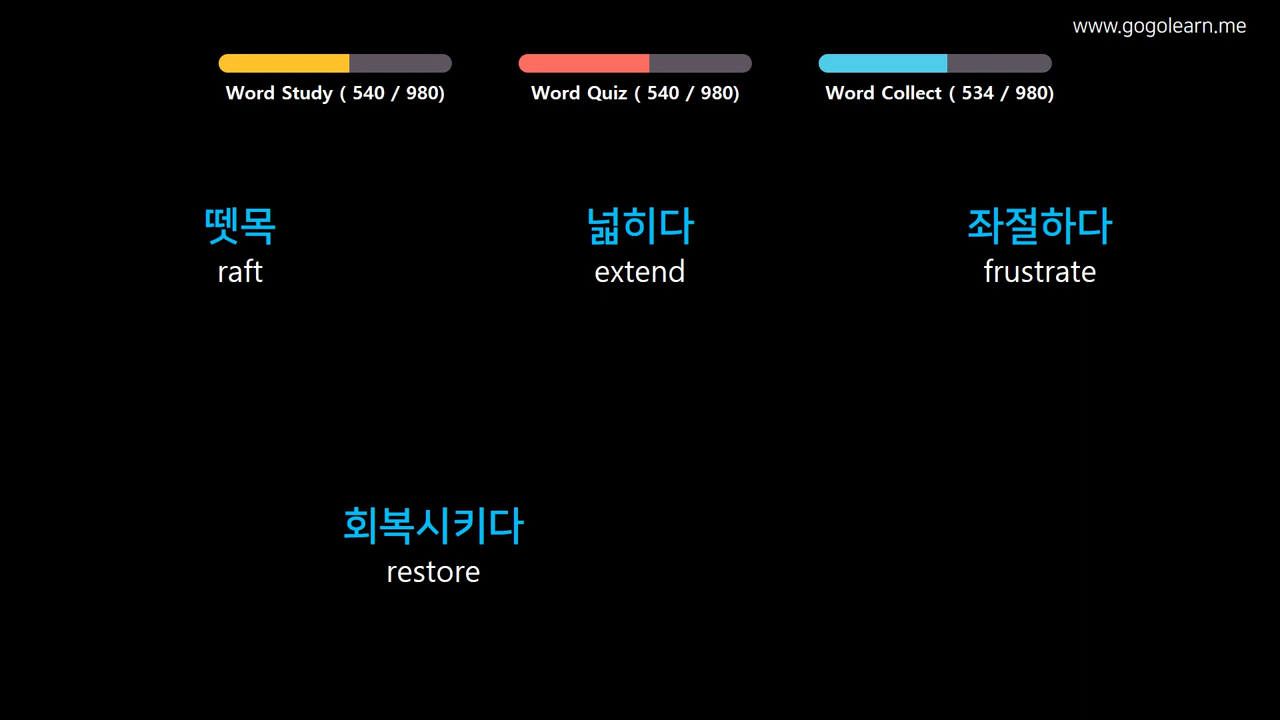 www.gogolearn.me
Word Study ( 540 / 980)
Word Quiz ( 540 / 980)
Word Collect ( 534 / 980)
뗏목
raft
넓히다
extend
좌절하다
frustrate
회복시키다
restore